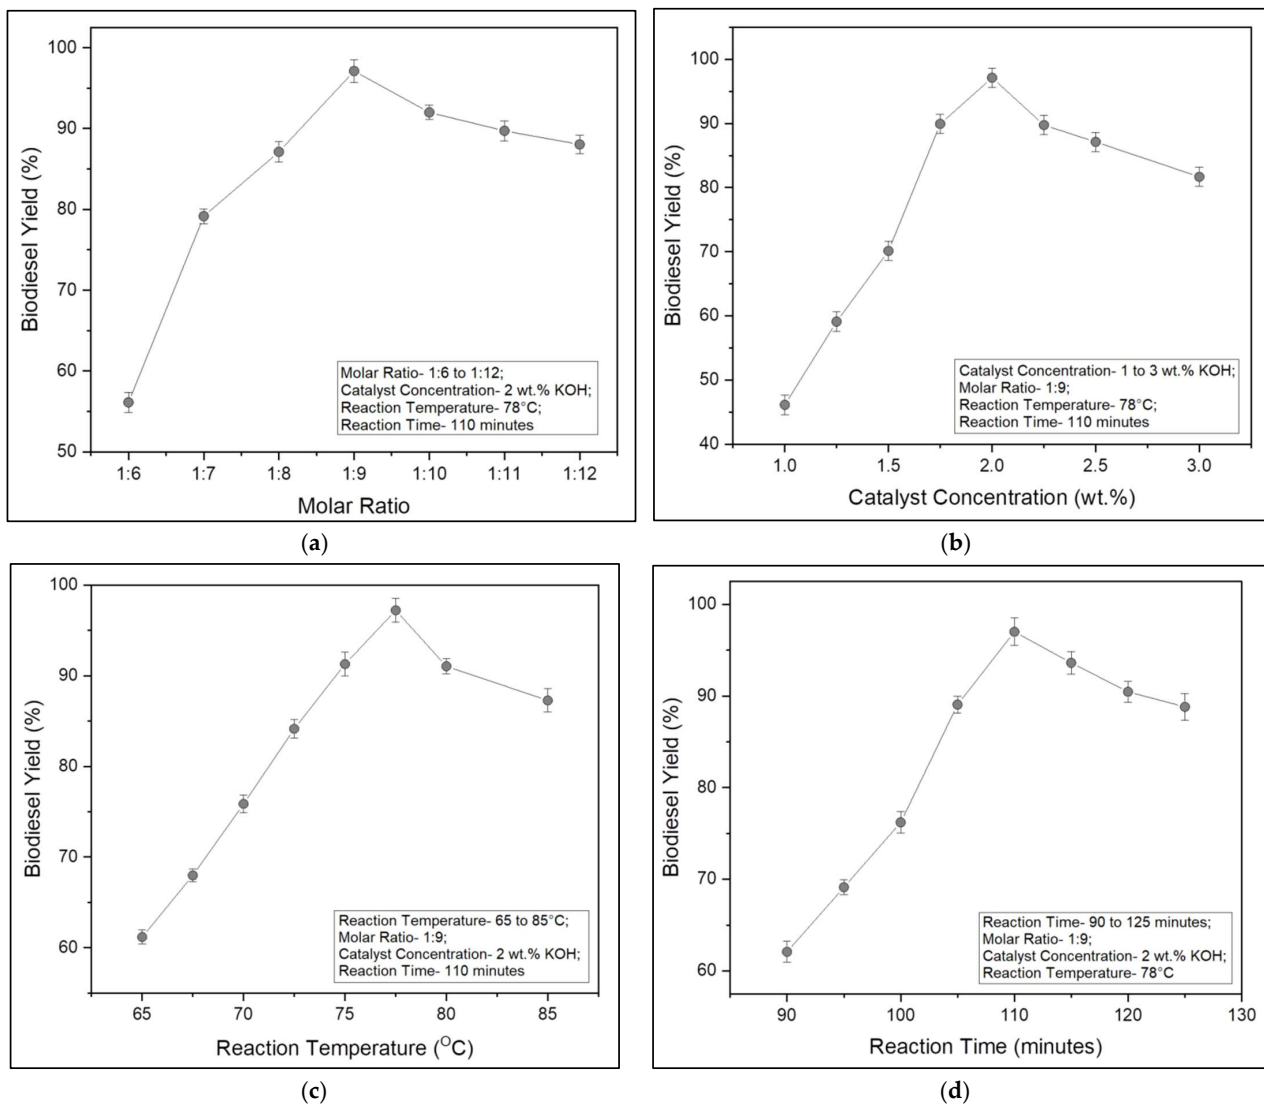 100
90
80
70
60
50
Biodiesel Yield (%)
Molar Ratio- 1:6 to 1:12;
Catalyst Concentration- 2 wt.% KOH;
Reaction Temperature- 78°C;
Reaction Time- 110 minutes
1:6 1:7 1:8 1:9 1:10 1:11 1:12
Molar Ratio
(a)
100
90
80
70
60
50
40
Biodiesel Yield (%)
Catalyst Concentration- 1 to 3 wt.% KOH;
Molar Ratio- 1:9;
Reaction Temperature- 78°C;
Reaction Time- 110 minutes
1.0 1.5 2.0 2.5 3.0
Catalyst Concentration (wt.%)
(b)
100
90
80
70
60
Biodiesel Yield (%)
Reaction Temperature- 65 to 85°C;
Molar Ratio- 1:9;
Catalyst Concentration- 2 wt.% KOH;
Reaction Time- 110 minutes
65 70 75 80 85
Reaction Temperature (°C)
(c)
100
90
80
70
60
Biodiesel Yield (%)
Reaction Time- 90 to 125 minutes;
Molar Ratio- 1:9;
Catalyst Concentration- 2 wt.% KOH;
Reaction Temperature- 78°C
90 100 110 120 130
Reaction Time (minutes)
(d)